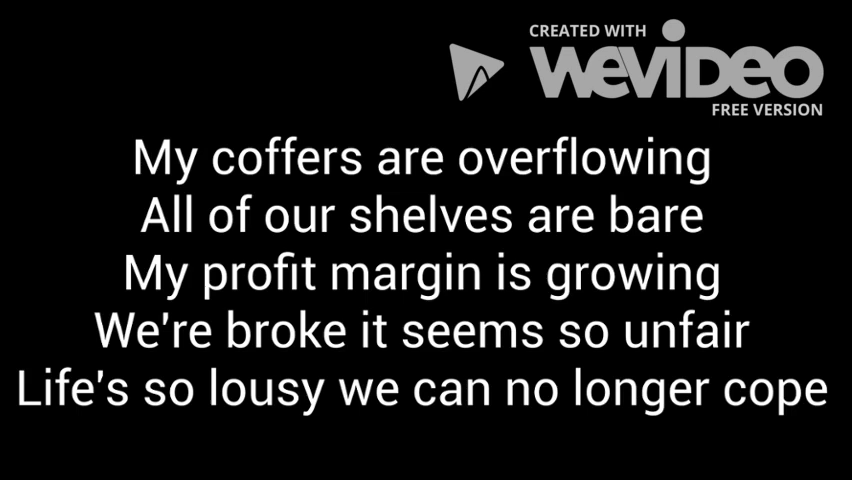 CREATED WITH
WEVIDEO
FREE VERSION
My coffers are overflowing
All of our shelves are bare
My profit margin is growing
We're broke it seems so unfair
Life's so lousy we can no longer cope